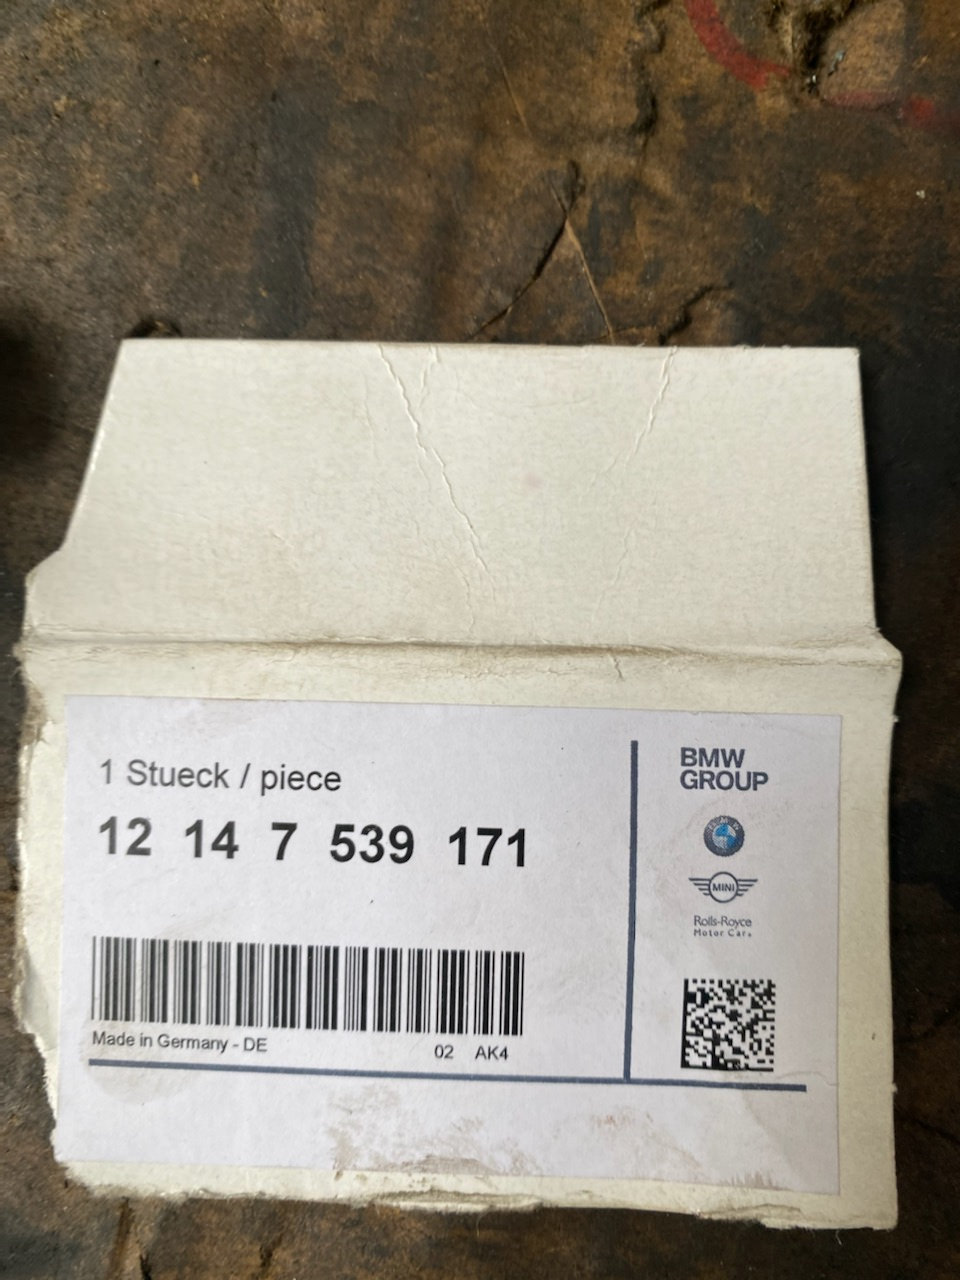 1 Stueck / piece
12 14 7 539 171
Made in Germany - DE
02 AK4
BMW
GROUP
BMW
MINI
Rolls-Royce
Motor Cars